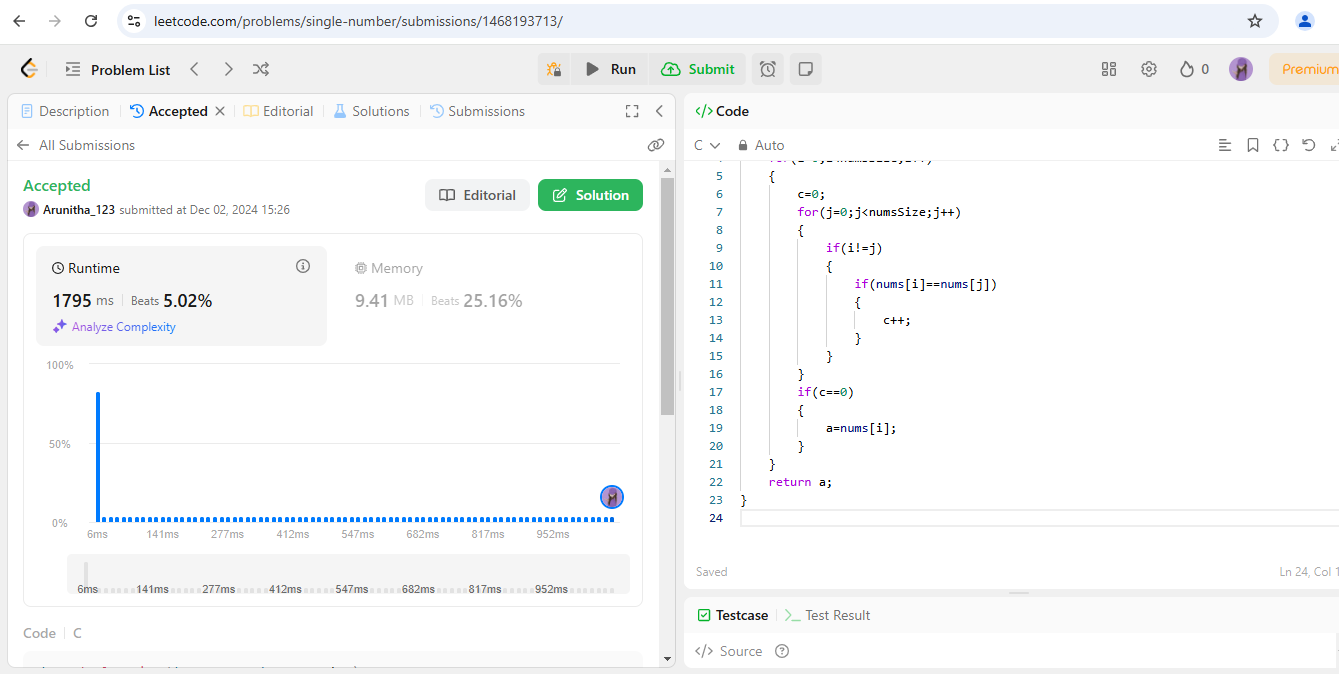 leetcode.com/problems/single-number/submissions/1468193713/
Problem List
Run
Submit
0
Premium
Description
Accepted
Editorial
Solutions
Submissions
All Submissions
Accepted
Arunitha_123 submitted at Dec 02, 2024 15:26
Editorial
Solution
Runtime
1795 ms Beats 5.02%
Analyze Complexity
Memory
9.41 MB Beats 25.16%
100%
50%
0%
6ms 141ms 277ms 412ms 547ms 682ms 817ms 952ms
6ms 141ms 277ms 412ms 547ms 682ms 817ms 952ms
Code C
</> Code
C Auto
5 {
6 c=0;
7 for(j=0;j<numsSize;j++)
8 {
9 if(i!=j)
10 {
11 if(nums[i]==nums[j])
12 {
13 c++;
14 }
15 }
16 }
17 if(c==0)
18 {
19 a=nums[i];
20 }
21 }
22 return a;
23 }
24
Saved
Ln 24, Col 1
Testcase
Test Result
</> Source